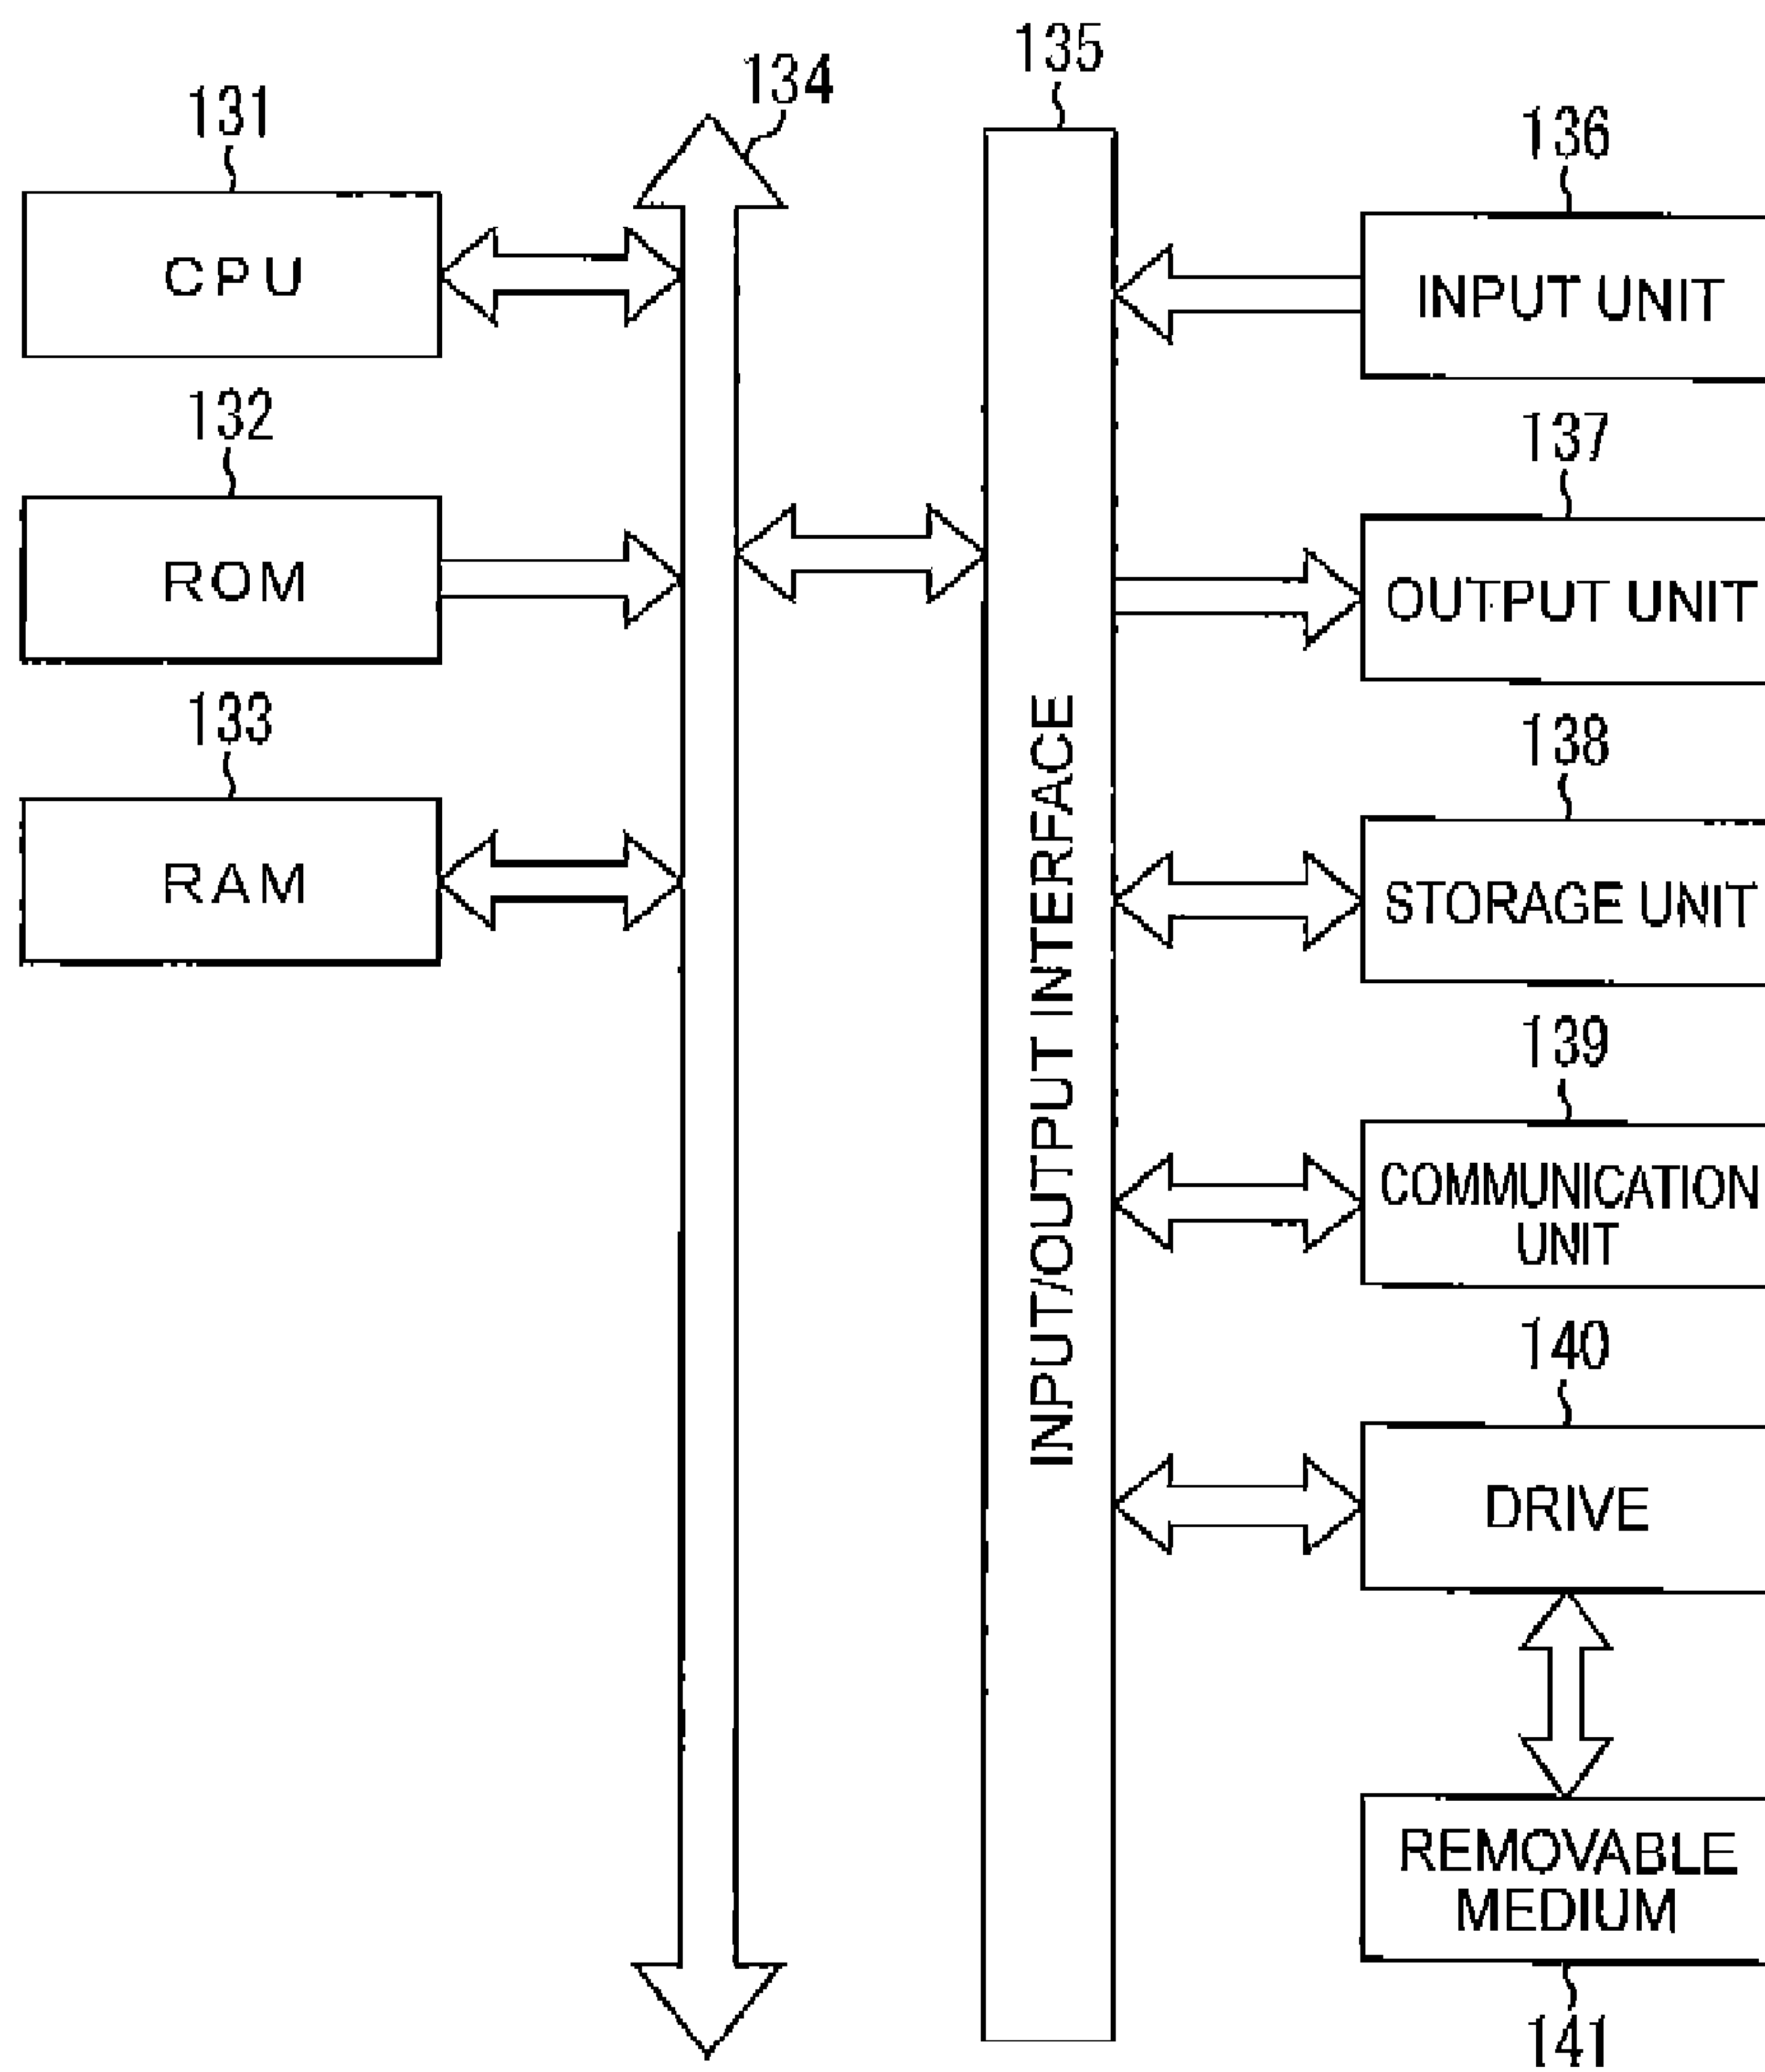 131
CPU
132
ROM
133
RAM
134
135
INPUT/OUTPUT INTERFACE
136
INPUT UNIT
137
OUTPUT UNIT
138
STORAGE UNIT
139
COMMUNICATION
UNIT
140
DRIVE
REMOVABLE
MEDIUM
141